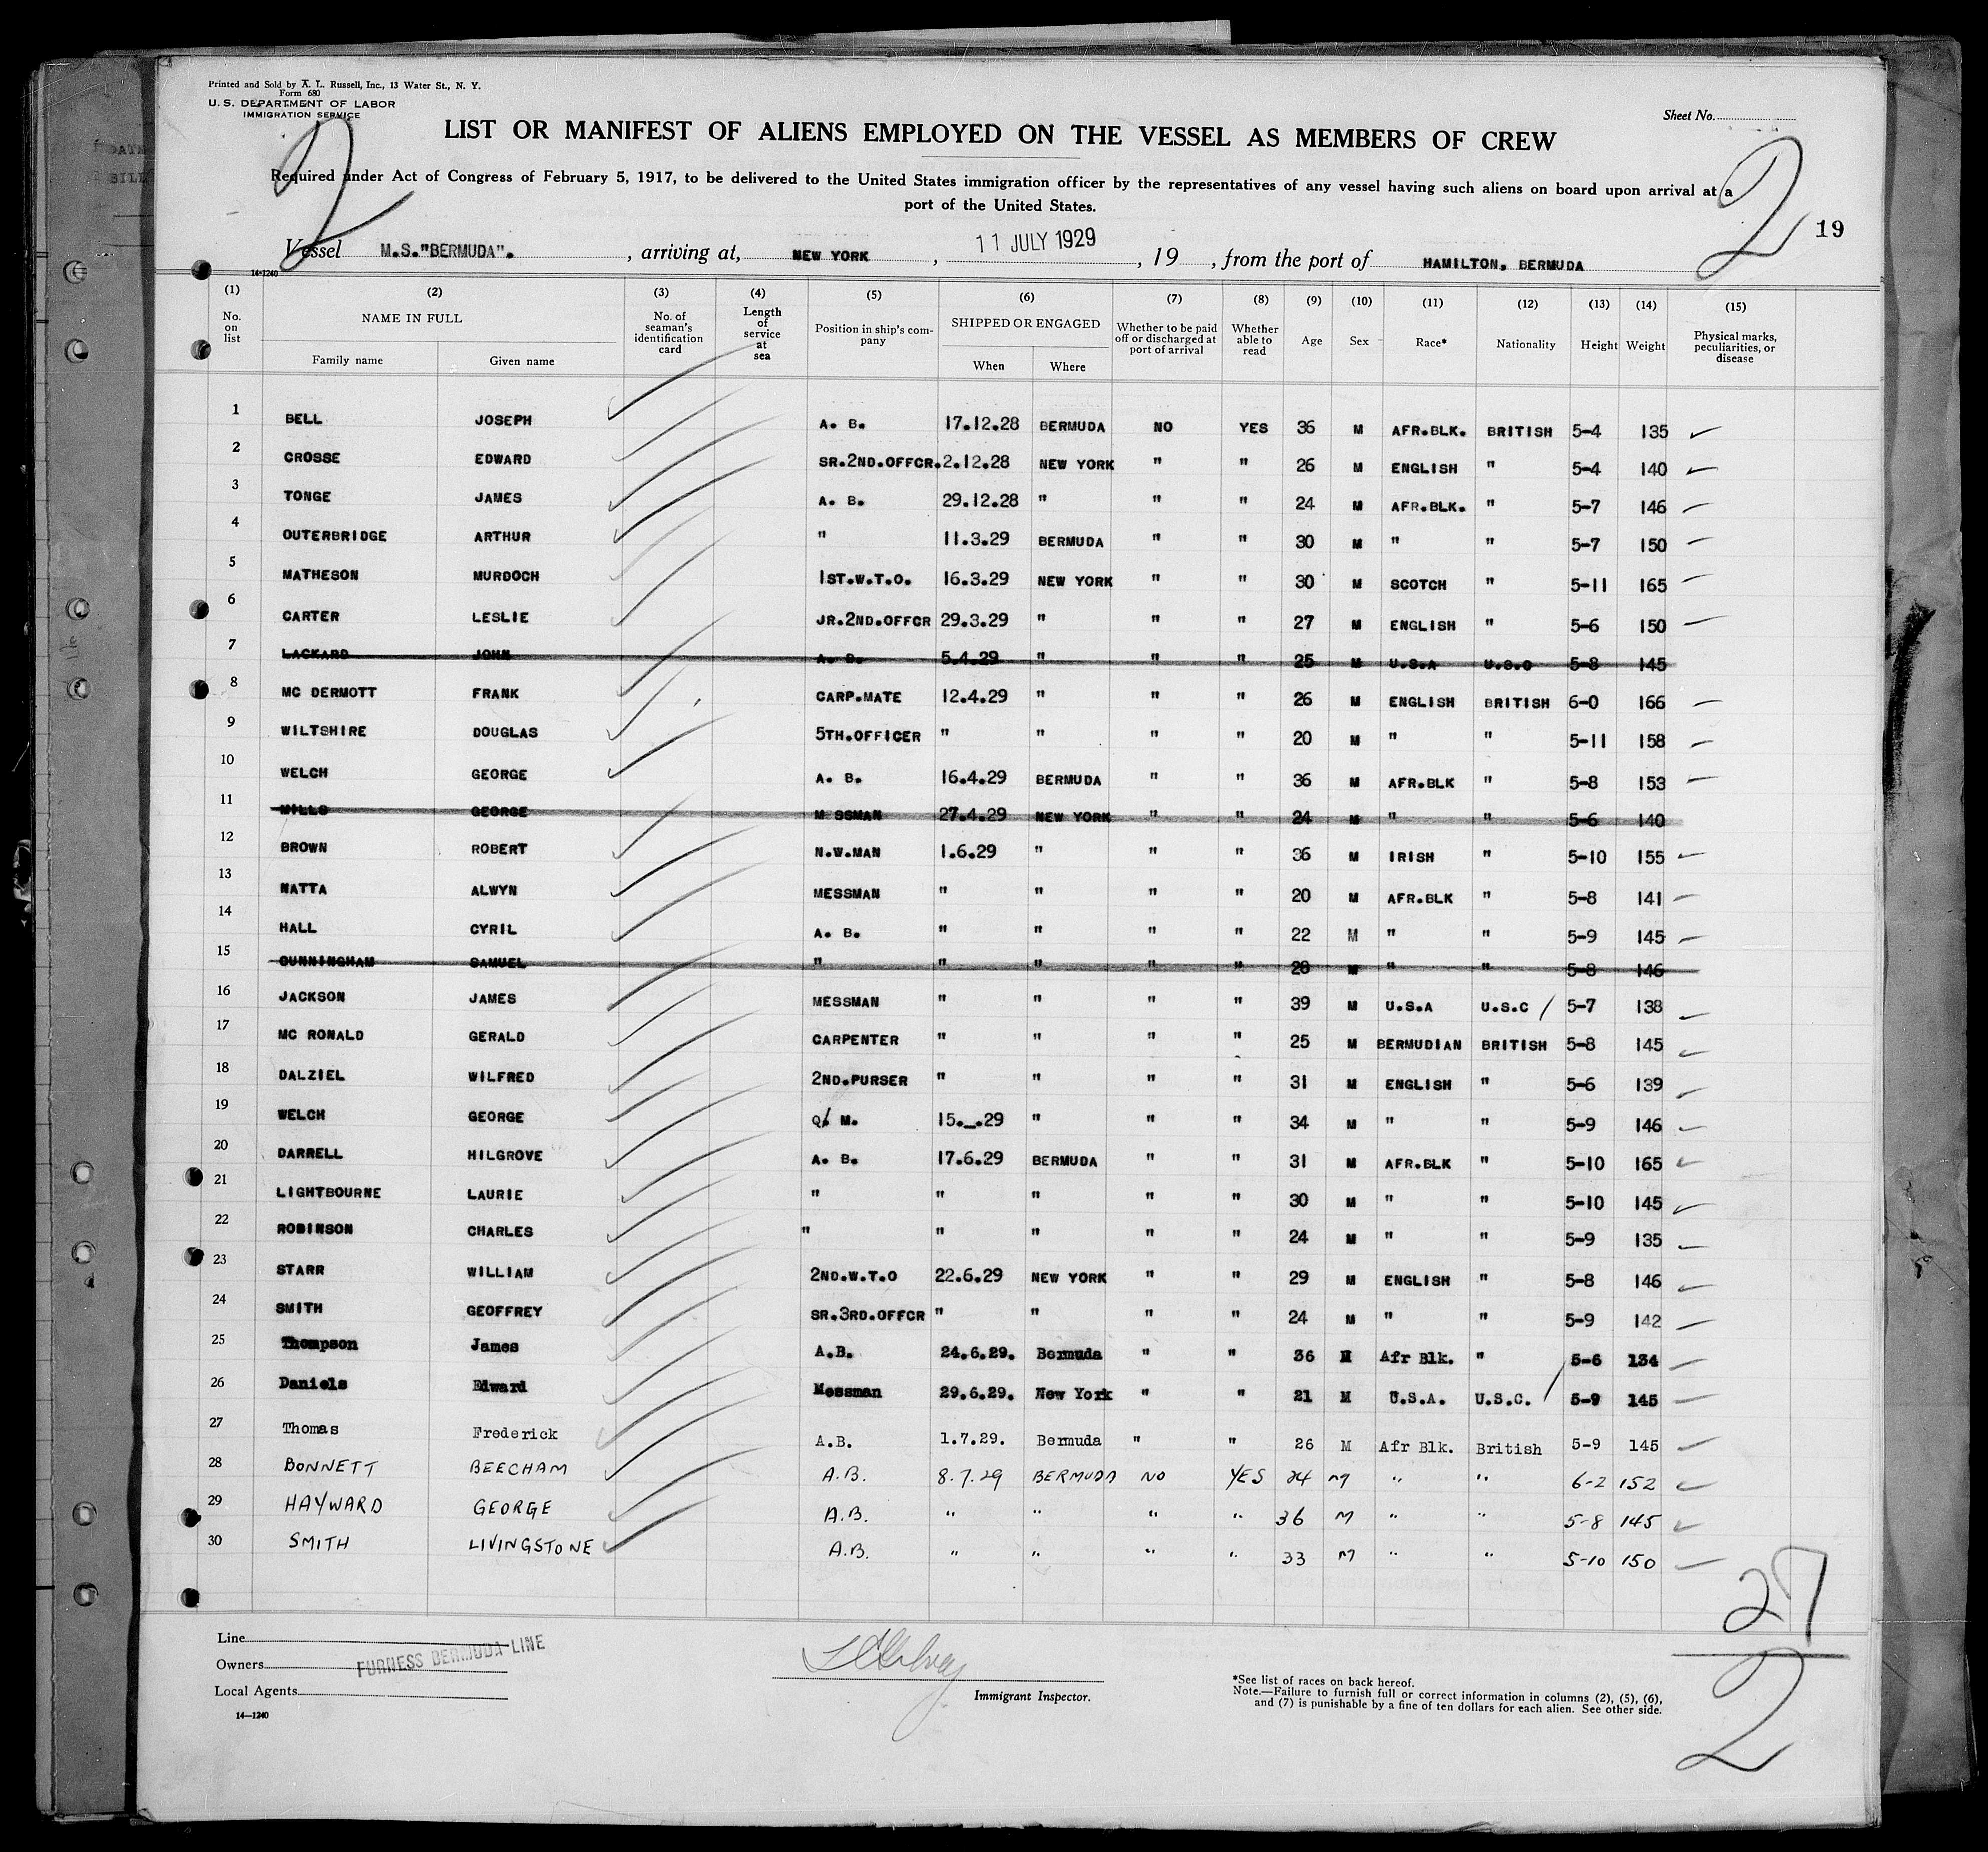 Printed and Sold by A. L. Russell, Inc., 13 Water St., N. Y.
Form 680
U. S. DEPARTMENT OF LABOR
IMMIGRATION SERVICE
Sheet No.
LIST OR MANIFEST OF ALIENS EMPLOYED ON THE VESSEL AS MEMBERS OF CREW
2 2
Required under Act of Congress of February 5, 1917, to be delivered to the United States immigration officer by the representatives of any vessel having such aliens on board upon arrival at a
port of the United States.
19
Vessel M.S."BERMUDA". , arriving at, NEW YORK , 11 JULY 1929 , 19 , from the port of HAMILTON, BERMUDA
14-1240
(1) (2) (3) (4) (5) (6) (7) (8) (9) (10) (11) (12) (13) (14) (15)
No. on list NAME IN FULL Family name Given name No. of seaman's identification card Length of service at sea Position in ship's company SHIPPED OR ENGAGED When Where Whether to be paid off or discharged at port of arrival Whether able to read Age Sex Race* Nationality Height Weight Physical marks, peculiarities, or disease
1 BELL JOSEPH A. B. 17.12.28 BERMUDA NO YES 36 M AFR.BLK. BRITISH 5-4 135
2 CROSSE EDWARD SR.2ND.OFFCR. 2.12.28 NEW YORK " " 26 M ENGLISH " 5-4 140
3 TONGE JAMES A. B. 29.12.28 " " " 24 M AFR.BLK. " 5-7 146
4 OUTERBRIDGE ARTHUR " 11.3.29 BERMUDA " " 30 M " " 5-7 150
5 MATHESON MURDOCH 1ST.W.T.O. 16.3.29 NEW YORK " " 30 M SCOTCH " 5-11 165
6 CARTER LESLIE JR.2ND.OFFCR 29.3.29 " " " 27 M ENGLISH " 5-6 150
7 LACKARD JOHN A. B. 5.4.29 " " " 25 M U.S.A 5-8 145
8 MC DERMOTT FRANK CARP.MATE 12.4.29 " " " 26 M ENGLISH BRITISH 6-0 166
9 WILTSHIRE DOUGLAS 5TH.OFFICER " " " " 20 M " " 5-11 158
10 WELCH GEORGE A. B. 16.4.29 BERMUDA " " 36 M AFR.BLK " 5-8 153
11 MILLS GEORGE M SSMAN 27.4.29 NEW YORK " " 24 M " " 5-6 140
12 BROWN ROBERT N.W.MAN 1.6.29 " " " 36 M IRISH " 5-10 155
13 NATTA ALWYN MESSMAN " " " " 20 M AFR.BLK " 5-8 141
14 HALL CYRIL A. B. " " " " 22 M " " 5-9 145
15 CUNNINGHAM SAMUEL " " " " " 28 M " " 5-8 146
16 JACKSON JAMES MESSMAN " " " " 39 M U.S.A U.S.C / 5-7 138
17 MC RONALD GERALD CARPENTER " " " " 25 M BERMUDIAN BRITISH 5-8 145
18 DALZIEL WILFRED 2ND.PURSER " " " " 31 M ENGLISH " 5-6 139
19 WELCH GEORGE Q/ M. 15._.29 " " " 34 M " " 5-9 146
20 DARRELL HILGROVE A. B. 17.6.29 BERMUDA " " 31 M AFR.BLK " 5-10 165
21 LIGHTBOURNE LAURIE " " " " " 30 M " " 5-10 145
22 ROBINSON CHARLES " " " " " 24 M " " 5-9 135
23 STARR WILLIAM 2ND.W.T.O 22.6.29 NEW YORK " " 29 M ENGLISH " 5-8 146
24 SMITH GEOFFREY SR.3RD.OFFCR " " " " 24 M " " 5-9 142
25 Thompson James A.B. 24.6.29. Bermuda " " 36 M Afr Blk. " 5-6 134
26 Daniels Edward Messman 29.6.29. New York " " 21 M U.S.A. U.S.C. / 5-9 145
27 Thomas Frederick A.B. 1.7.29. Bermuda " " 26 M Afr Blk. British 5-9 145
28 BONNETT BEECHAM A.B. 8.7.29 BERMUDA NO YES 24 M " " 6-2 152
29 HAYWARD GEORGE A.B. " " " " 36 M " " 5-8 145
30 SMITH LIVINGSTONE A.B. " " " " 33 M " " 5-10 150
27
2
Line
Owners FURNESS BERMUDA LINE
Local Agents
14—1240
Immigrant Inspector.
*See list of races on back hereof.
Note.—Failure to furnish full or correct information in columns (2), (5), (6),
and (7) is punishable by a fine of ten dollars for each alien. See other side.